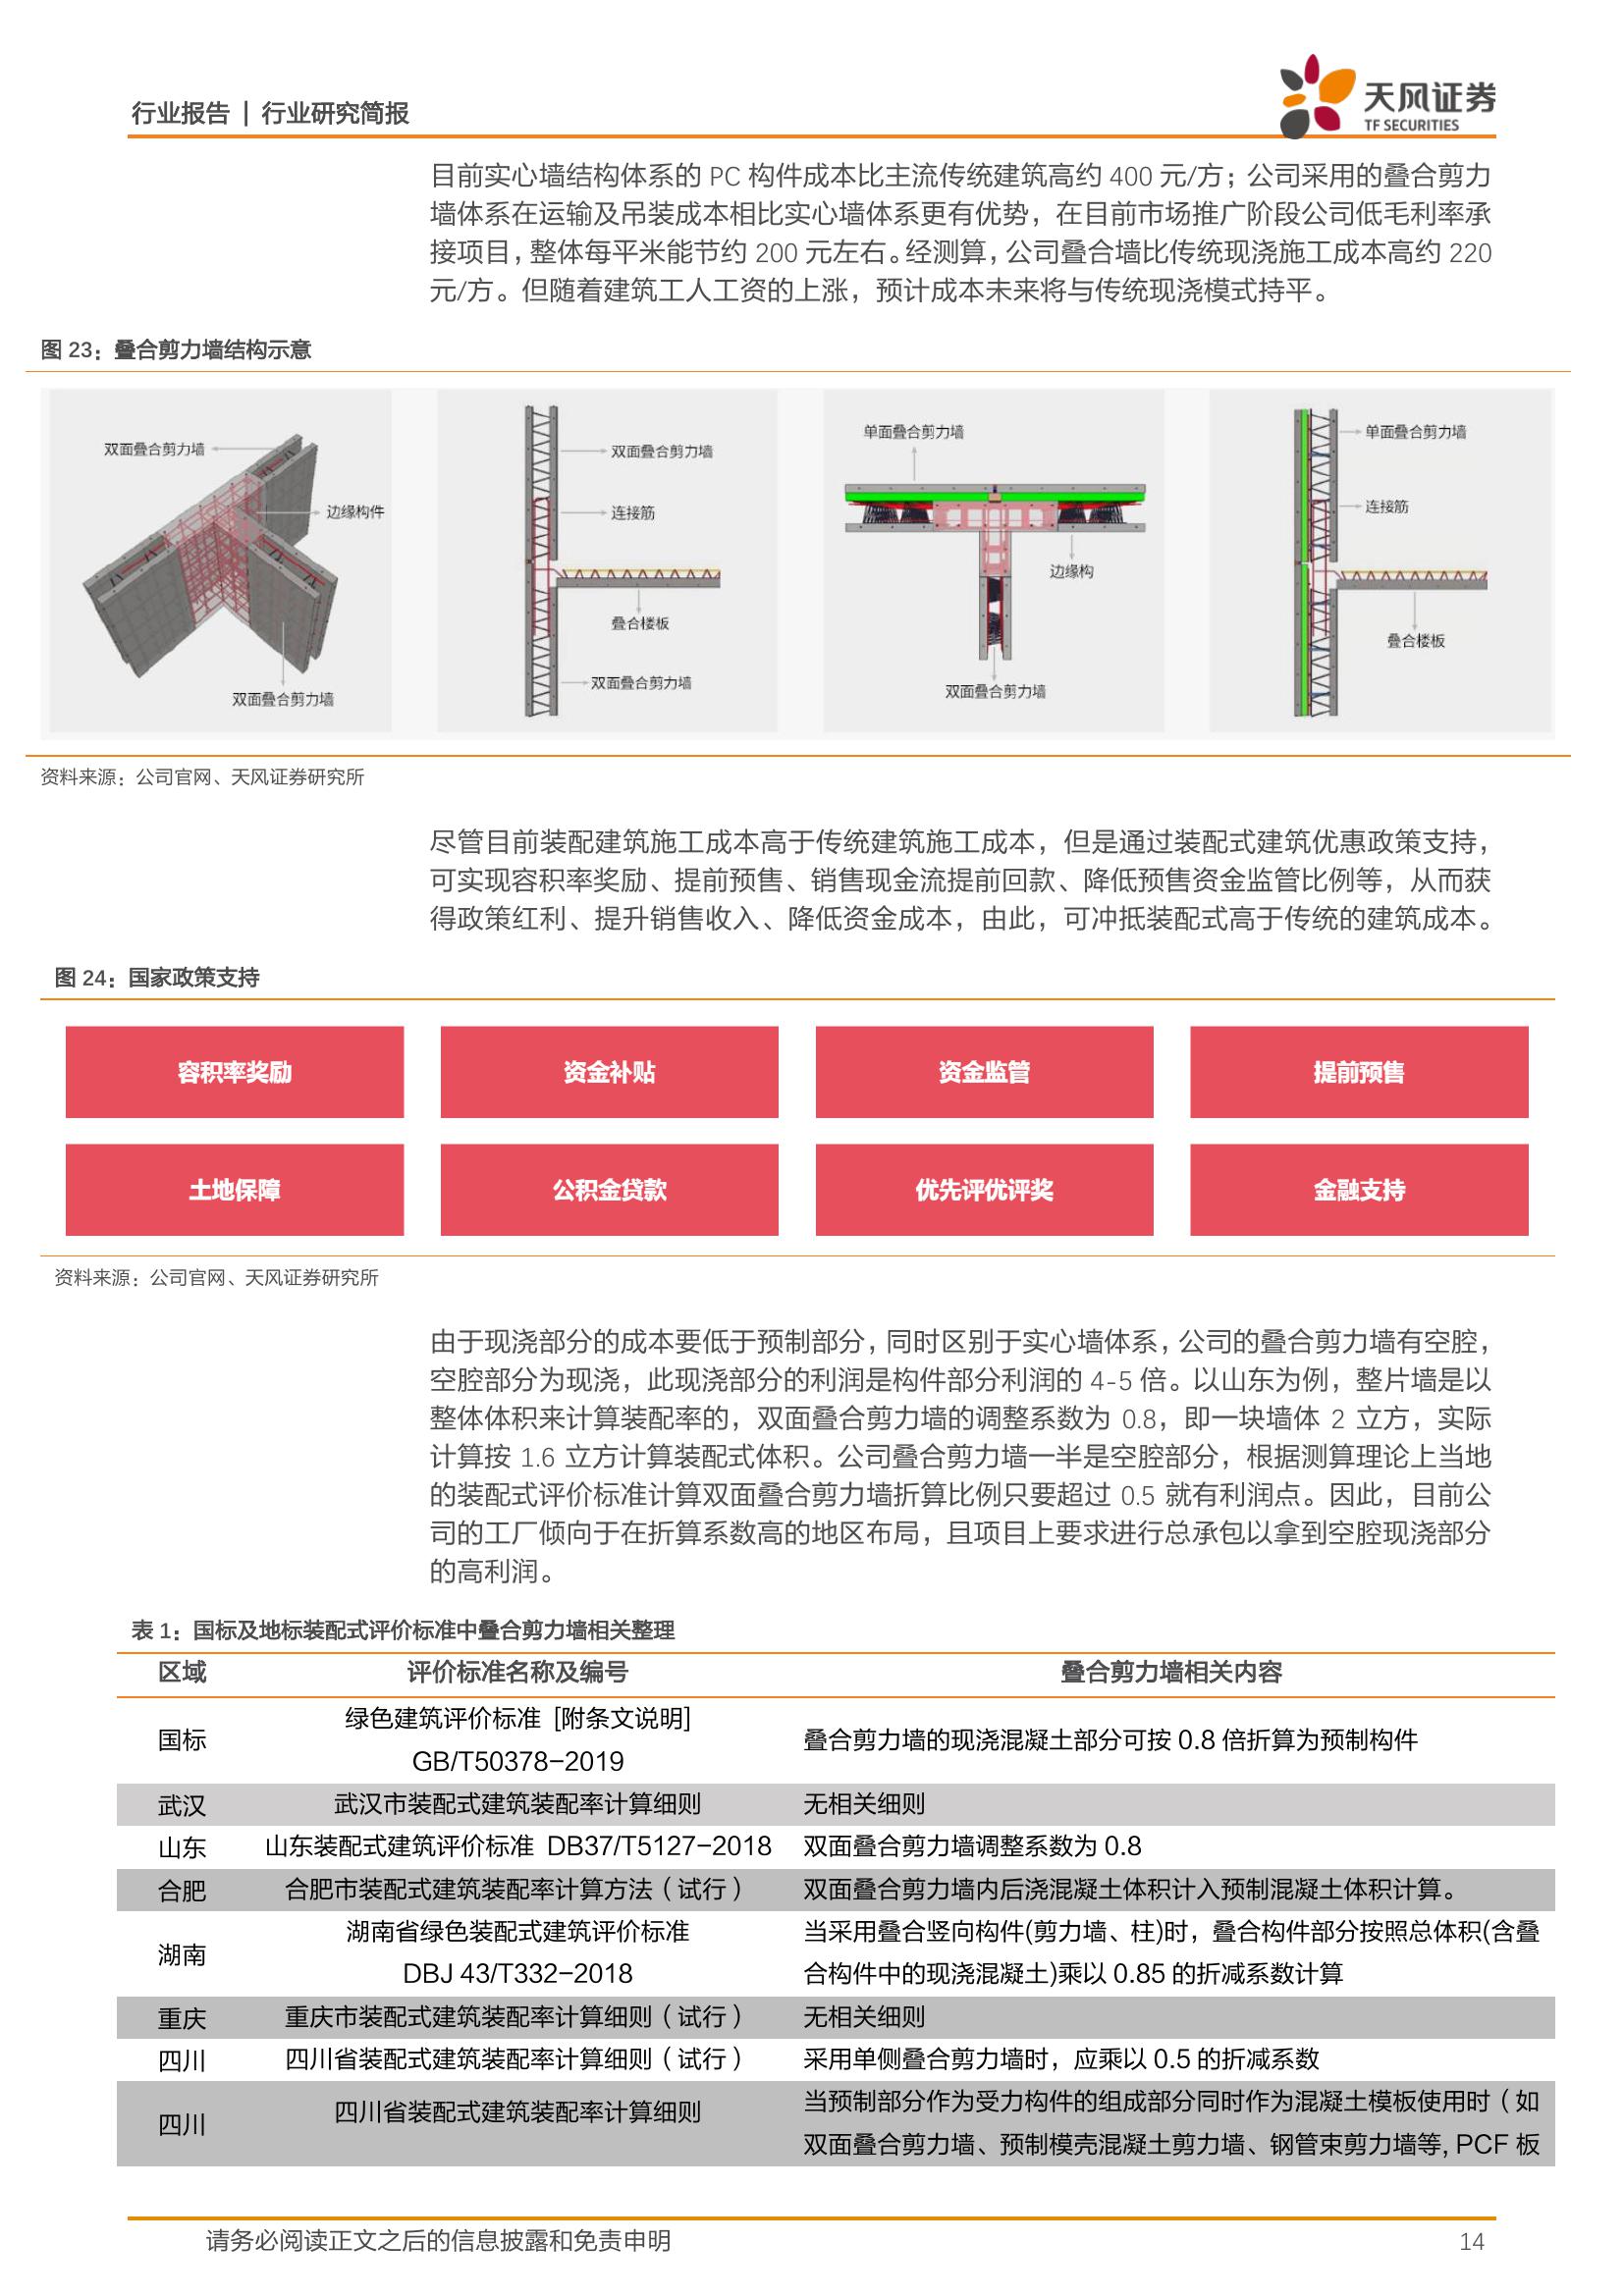 行业报告 | 行业研究简报
天风证券
TF SECURITIES
目前实心墙结构体系的 PC 构件成本比主流传统建筑高约 400 元/方；公司采用的叠合剪力
墙体系在运输及吊装成本相比实心墙体系更有优势，在目前市场推广阶段公司低毛利率承
接项目，整体每平米能节约 200 元左右。经测算，公司叠合墙比传统现浇施工成本高约 220
元/方。但随着建筑工人工资的上涨，预计成本未来将与传统现浇模式持平。
图 23：叠合剪力墙结构示意
双面叠合剪力墙
边缘构件
双面叠合剪力墙
双面叠合剪力墙
连接筋
叠合楼板
双面叠合剪力墙
单面叠合剪力墙
边缘构
双面叠合剪力墙
单面叠合剪力墙
连接筋
叠合楼板
资料来源：公司官网、天风证券研究所
尽管目前装配建筑施工成本高于传统建筑施工成本，但是通过装配式建筑优惠政策支持，
可实现容积率奖励、提前预售、销售现金流提前回款、降低预售资金监管比例等，从而获
得政策红利、提升销售收入、降低资金成本，由此，可冲抵装配式高于传统的建筑成本。
图 24：国家政策支持
容积率奖励 资金补贴 资金监管 提前预售
土地保障 公积金贷款 优先评优评奖 金融支持
资料来源：公司官网、天风证券研究所
由于现浇部分的成本要低于预制部分，同时区别于实心墙体系，公司的叠合剪力墙有空腔，
空腔部分为现浇，此现浇部分的利润是构件部分利润的 4-5 倍。以山东为例，整片墙是以
整体体积来计算装配率的，双面叠合剪力墙的调整系数为 0.8，即一块墙体 2 立方，实际
计算按 1.6 立方计算装配式体积。公司叠合剪力墙一半是空腔部分，根据测算理论上当地
的装配式评价标准计算双面叠合剪力墙折算比例只要超过 0.5 就有利润点。因此，目前公
司的工厂倾向于在折算系数高的地区布局，且项目上要求进行总承包以拿到空腔现浇部分
的高利润。
表 1：国标及地标装配式评价标准中叠合剪力墙相关整理
区域 评价标准名称及编号 叠合剪力墙相关内容
国标 绿色建筑评价标准 [附条文说明]
GB/T50378-2019 叠合剪力墙的现浇混凝土部分可按 0.8 倍折算为预制构件
武汉 武汉市装配式建筑装配率计算细则 无相关细则
山东 山东装配式建筑评价标准 DB37/T5127-2018 双面叠合剪力墙调整系数为 0.8
合肥 合肥市装配式建筑装配率计算方法（试行） 双面叠合剪力墙内后浇混凝土体积计入预制混凝土体积计算。
湖南 湖南省绿色装配式建筑评价标准 当采用叠合竖向构件(剪力墙、柱)时，叠合构件部分按照总体积(含叠
DBJ 43/T332-2018 合构件中的现浇混凝土)乘以 0.85 的折减系数计算
重庆 重庆市装配式建筑装配率计算细则（试行） 无相关细则
四川 四川省装配式建筑装配率计算细则（试行） 采用单侧叠合剪力墙时，应乘以 0.5 的折减系数
四川 四川省装配式建筑装配率计算细则 当预制部分作为受力构件的组成部分同时作为混凝土模板使用时（如
双面叠合剪力墙、预制模壳混凝土剪力墙、钢管束剪力墙等, PCF 板
请务必阅读正文之后的信息披露和免责申明 14